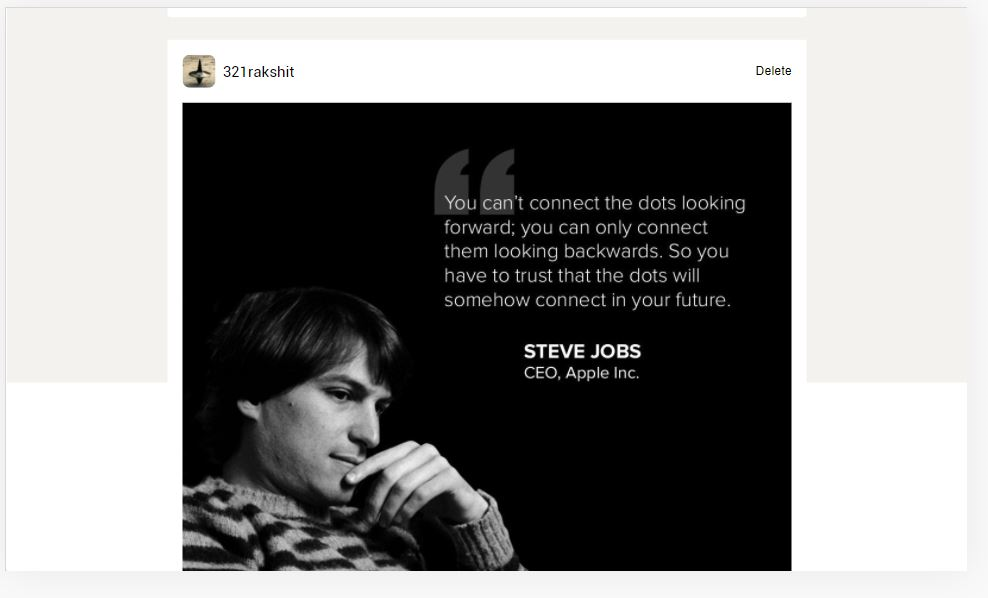 321rakshit
Delete
You can't connect the dots looking
forward; you can only connect
them looking backwards. So you
have to trust that the dots will
somehow connect in your future.
STEVE JOBS
CEO, Apple Inc.